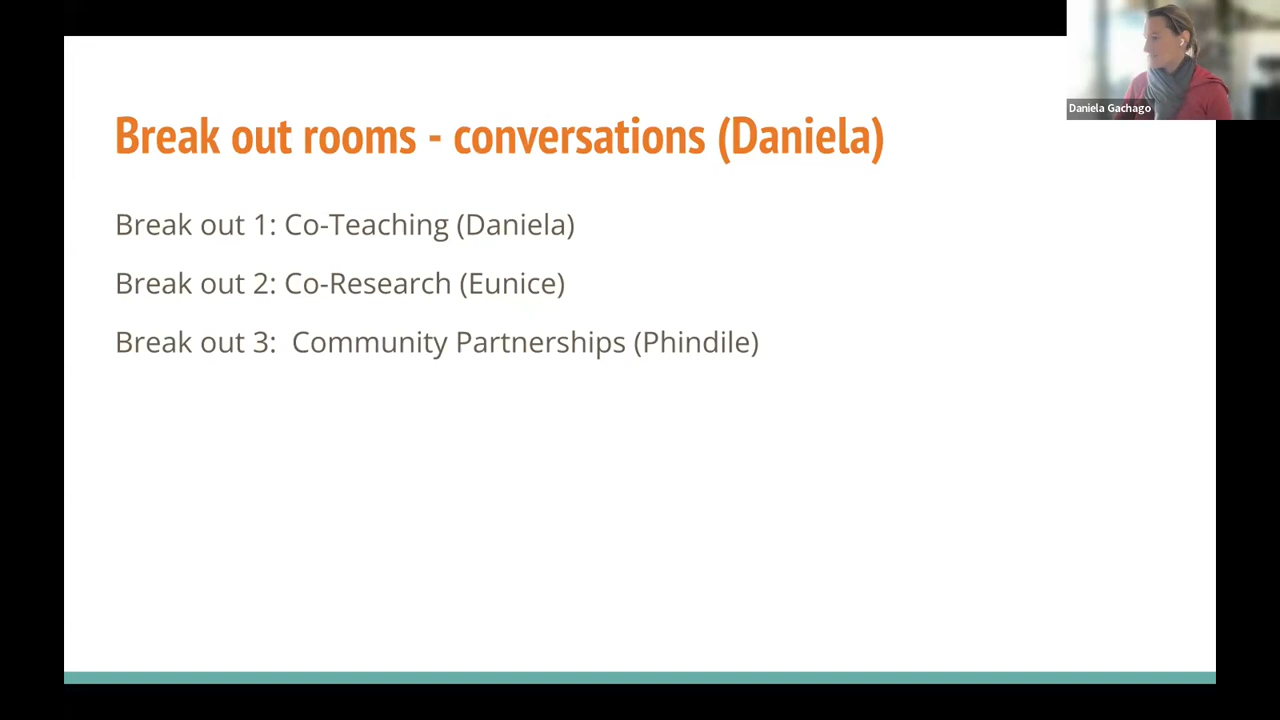 Daniela Gachago
Break out rooms - conversations (Daniela)
Break out 1: Co-Teaching (Daniela)
Break out 2: Co-Research (Eunice)
Break out 3:  Community Partnerships (Phindile)